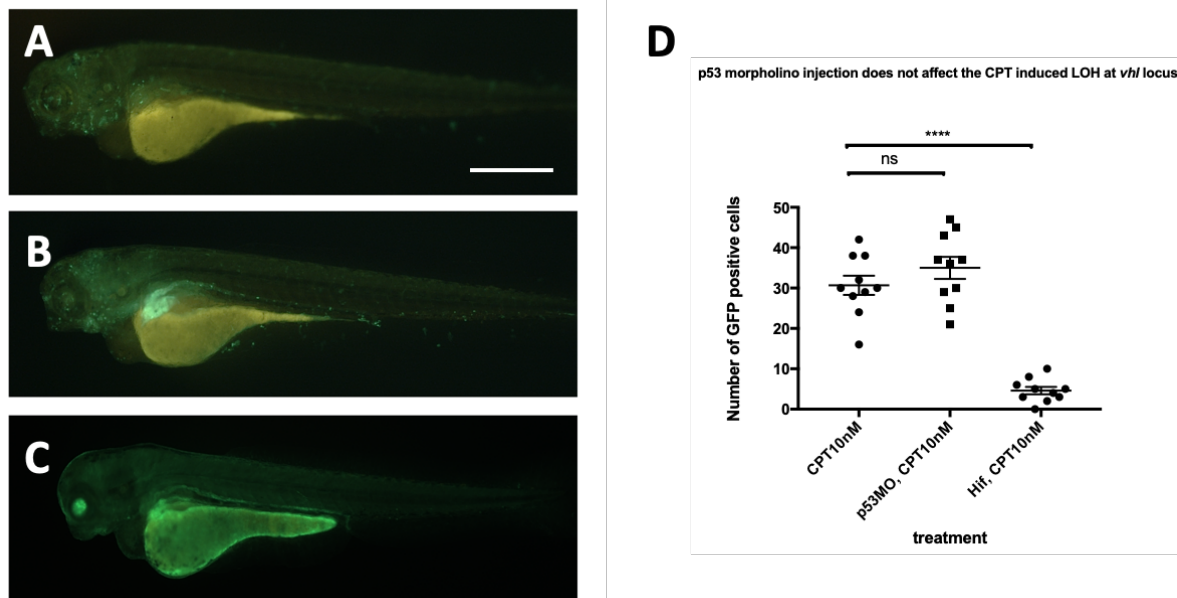 A
B
C
D
p53 morpholino injection does not affect the CPT induced LOH at vhl locus
****
ns
Number of GFP positive cells
50
40
30
20
10
0
CPT10nM
p53MO, CPT10nM
Hif, CPT10nM
treatment